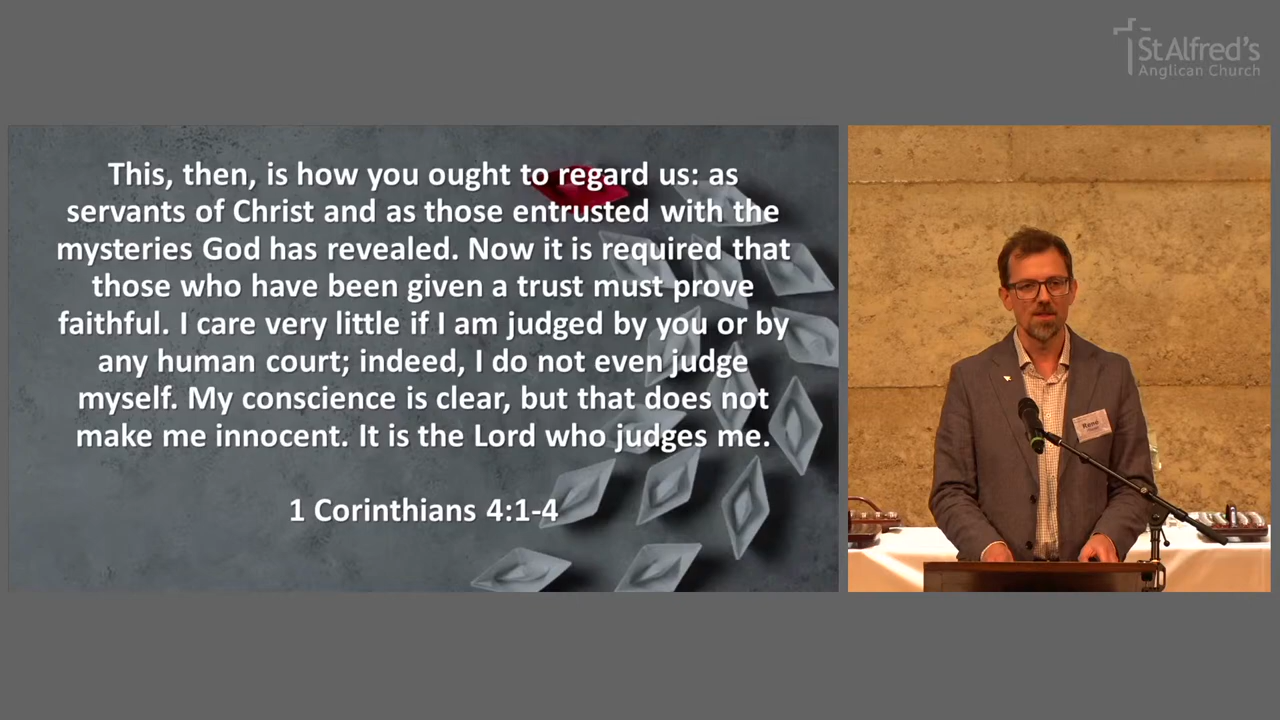 St Alfred's
Anglican Church
This, then, is how you ought to regard us: as
servants of Christ and as those entrusted with the
mysteries God has revealed. Now it is required that
those who have been given a trust must prove
faithful. I care very little if I am judged by you or by
any human court; indeed, I do not even judge
myself. My conscience is clear, but that does not
make me innocent. It is the Lord who judges me.
1 Corinthians 4:1-4
René